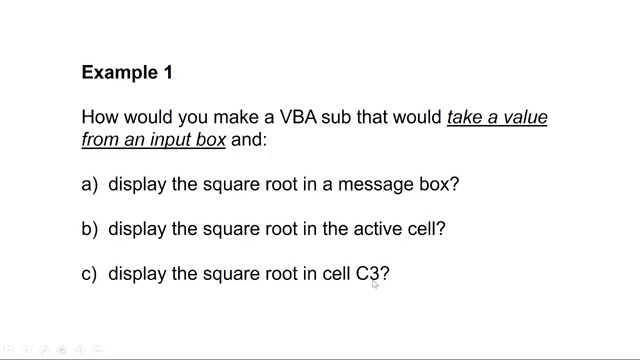 Example 1
How would you make a VBA sub that would take a value
from an input box and:
a) display the square root in a message box?
b) display the square root in the active cell?
c) display the square root in cell C3?